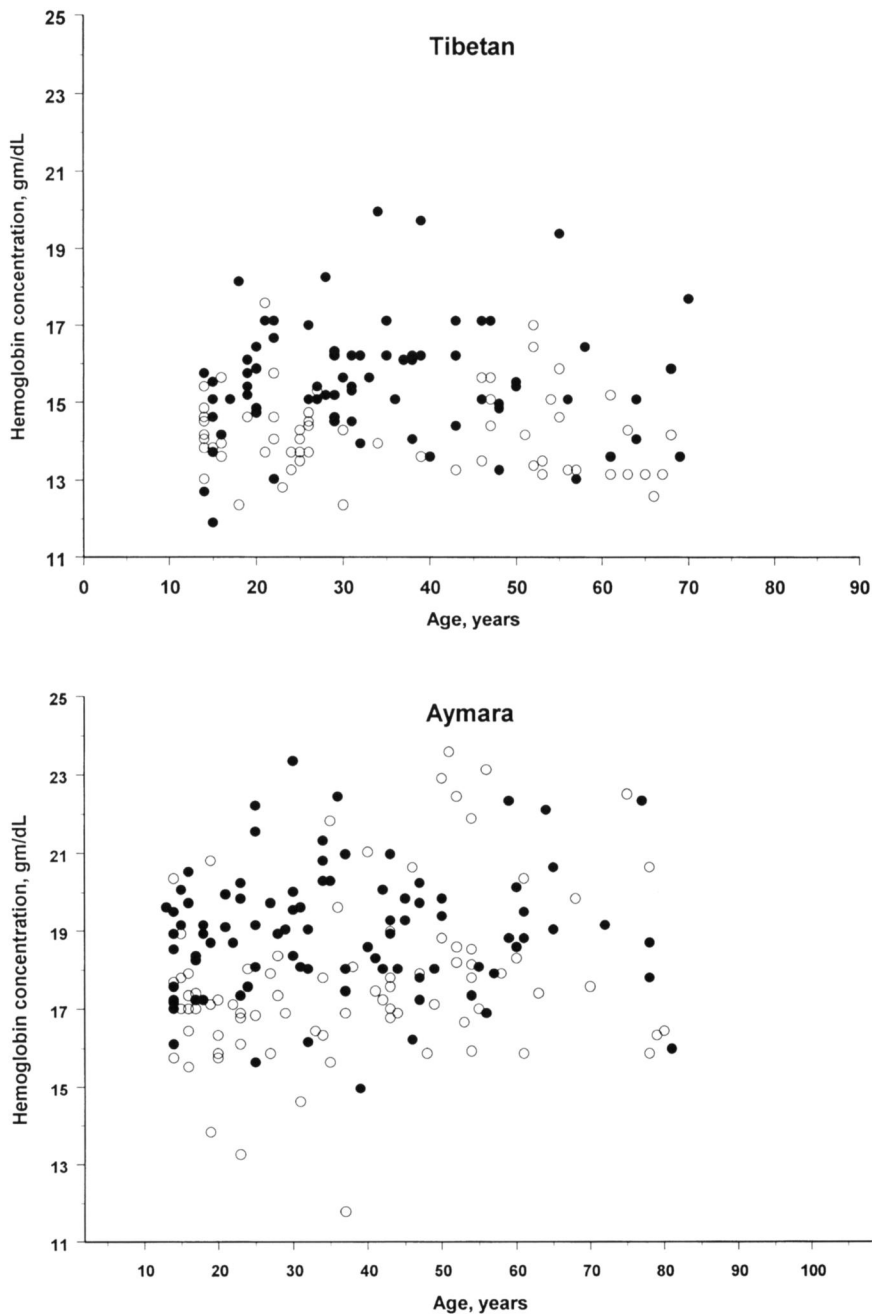 Tibetan
Hemoglobin concentration, gm/dL
25
23
21
19
17
15
13
11
0 10 20 30 40 50 60 70 80 90
Age, years
Aymara
Hemoglobin concentration, gm/dL
25
23
21
19
17
15
13
11
10 20 30 40 50 60 70 80 90 100
Age, years